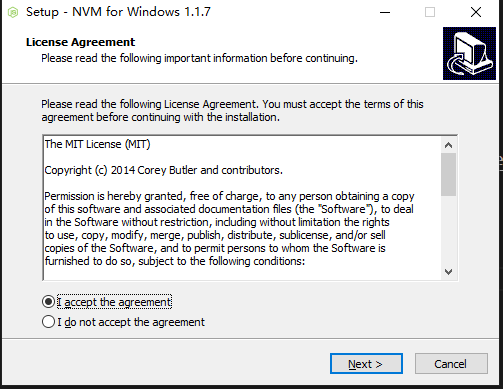 Setup - NVM for Windows 1.1.7
License Agreement
Please read the following important information before continuing.
Please read the following License Agreement. You must accept the terms of this
agreement before continuing with the installation.
The MIT License (MIT)
Copyright (c) 2014 Corey Butler and contributors.
Permission is hereby granted, free of charge, to any person obtaining a copy
of this software and associated documentation files (the "Software"), to deal
in the Software without restriction, including without limitation the rights
to use, copy, modify, merge, publish, distribute, sublicense, and/or sell
copies of the Software, and to permit persons to whom the Software is
furnished to do so, subject to the following conditions:
I accept the agreement
I do not accept the agreement
Next >
Cancel